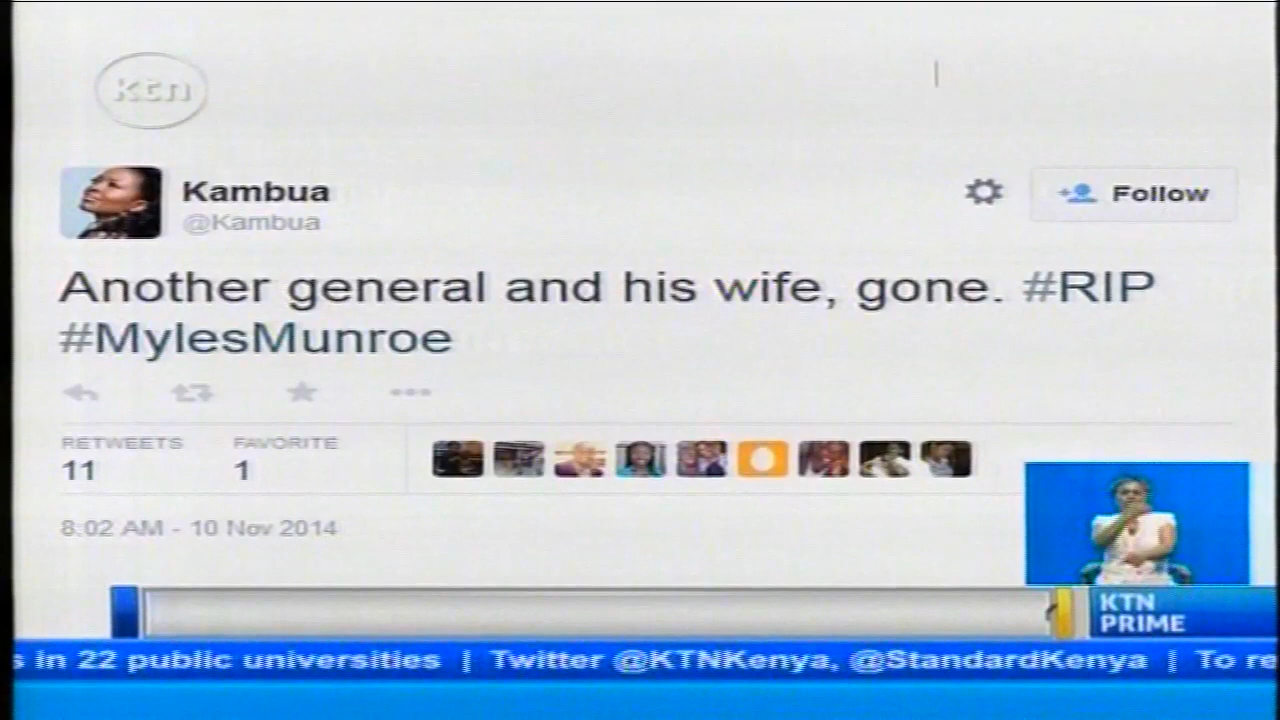 ktn
Kambua
@Kambua
Follow
Another general and his wife, gone. #RIP
#MylesMunroe
RETWEETS
FAVORITE
11
1
8:02 AM - 10 Nov 2014
KTN
PRIME
s in 22 public universities | Twitter @KTNKenya, @StandardKenya | To re